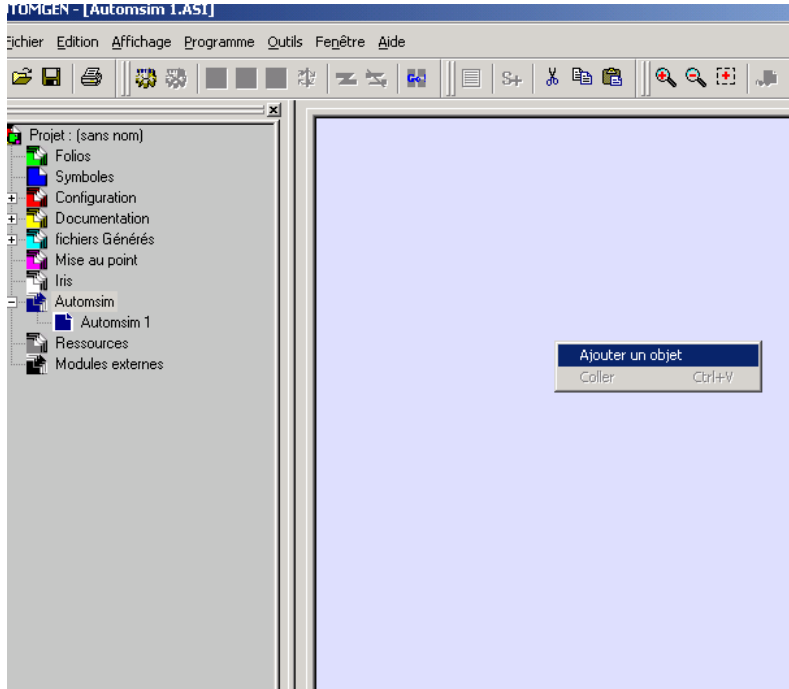 TOMGEN - [Automsim 1.ASI]
Fichier Edition Affichage Programme Outils Fenêtre Aide
Go!
S+
Projet : (sans nom)
Folios
Symboles
Configuration
Documentation
fichiers Générés
Mise au point
Iris
Automsim
Automsim 1
Ressources
Modules externes
Ajouter un objet
Coller Ctrl+V